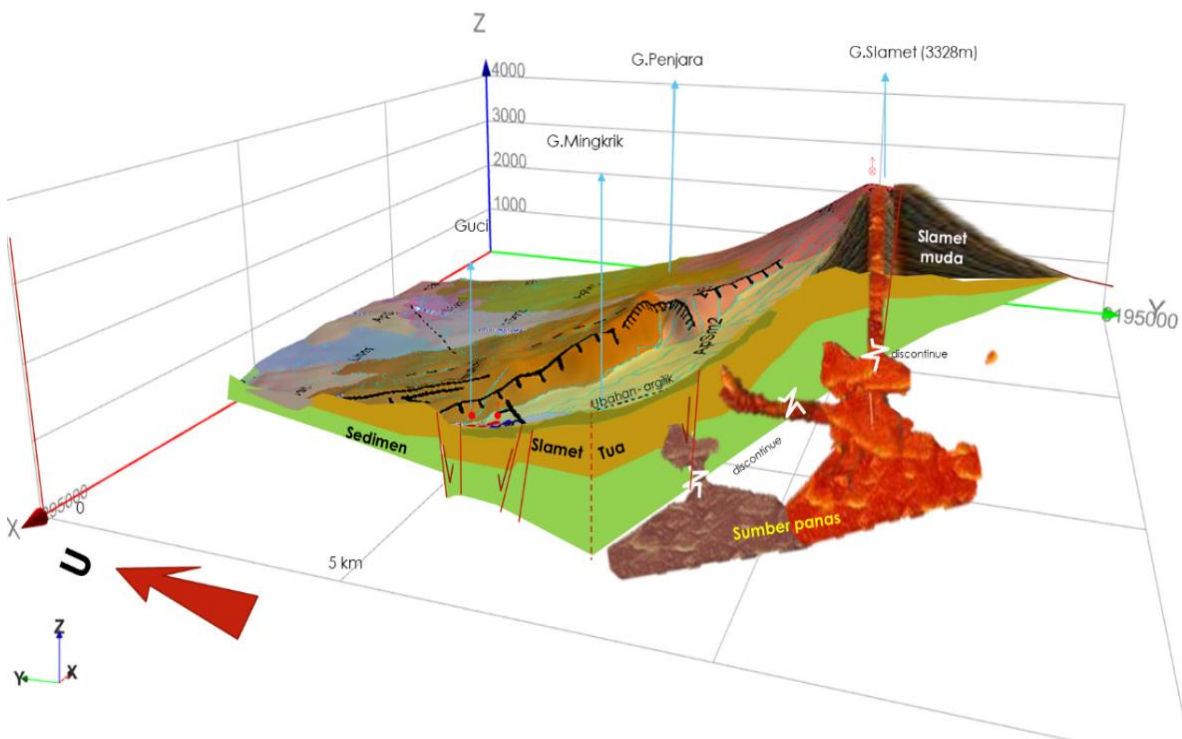 Z
G.Slamet (3328m)
G.Penjara
4000
3000
G.Mingkrik
2000
1000
Guci
Slamet
muda
Y
195000
ApSm2
discontinue
Ubahan-argilik
Sedimen
Slamet
Tua
discontinue
Sumber panas
X
0
5 km
U
Z
Y
X